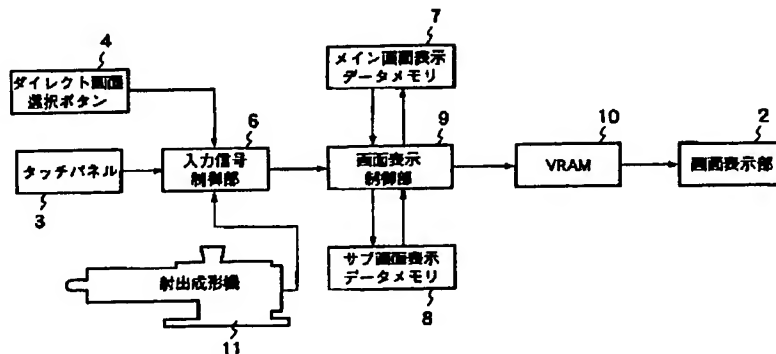 4
ダイレクト画面
選択ボタン
タッチパネル
3
6
入力信号
制御部
射出成形機
11
7
メイン画面表示
データメモリ
9
画面表示
制御部
サブ画面表示
データメモリ
8
10
VRAM
2
画面表示部